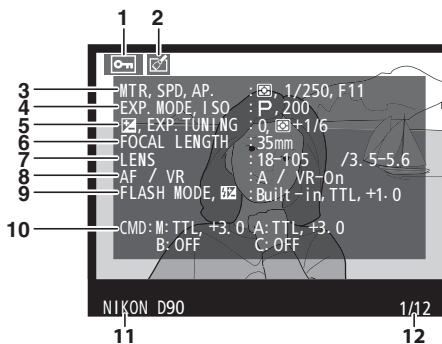 1 2
3 MTR, SPD, AP. : , 1/250, F11
4 EXP. MODE, ISO : P, 200
5 , EXP. TUNING : 0, +1/6
6 FOCAL LENGTH : 35mm
7 LENS : 18-105 /3. 5-5.6
8 AF / VR : A / VR-On
9 FLASH MODE, : Built-in, TTL, +1. 0
10 CMD: M: TTL, +3. 0 A: TTL, +3. 0
B: OFF C: OFF
NIKON D90 1/12
11 12